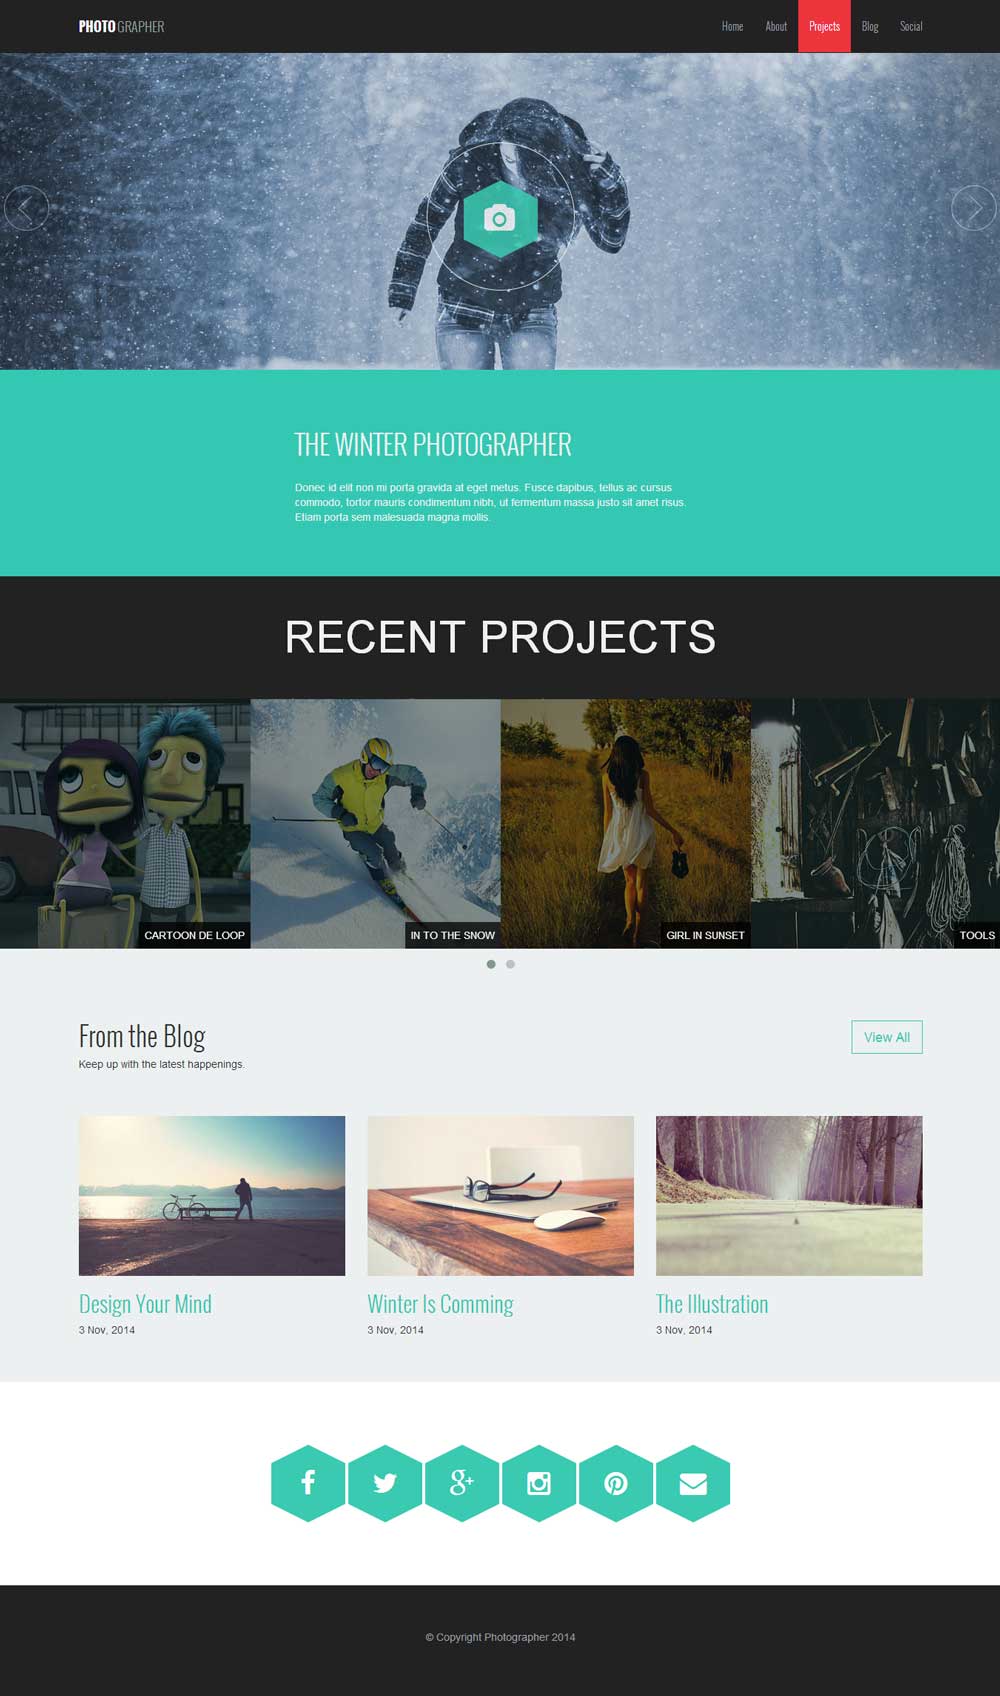 PHOTOGRAPHER
Home About Projects Blog Social
THE WINTER PHOTOGRAPHER
Donec id elit non mi porta gravida at eget metus. Fusce dapibus, tellus ac cursus
commodo, tortor mauris condimentum nibh, ut fermentum massa justo sit amet risus.
Etiam porta sem malesuada magna mollis.
RECENT PROJECTS
CARTOON DE LOOP
IN TO THE SNOW
GIRL IN SUNSET
TOOLS
From the Blog
View All
Keep up with the latest happenings.
Design Your Mind
3 Nov, 2014
Winter Is Comming
3 Nov, 2014
The Illustration
3 Nov, 2014
© Copyright Photographer 2014